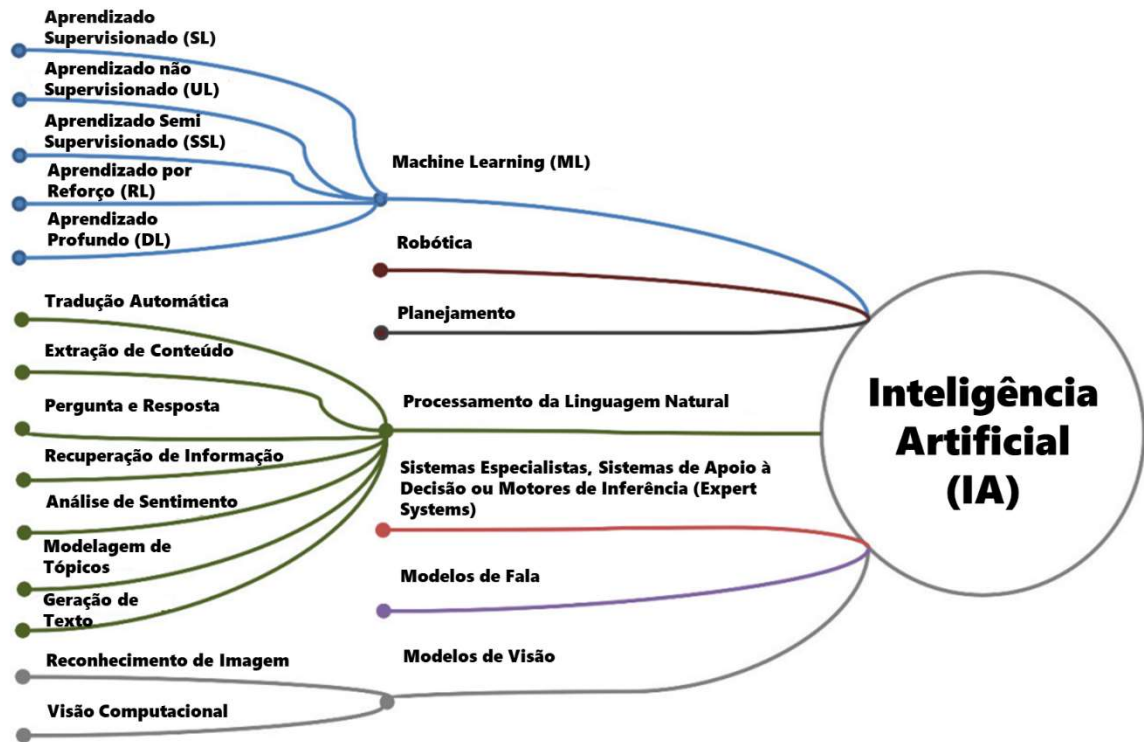 Aprendizado
Supervisionado (SL)
Aprendizado não
Supervisionado (UL)
Aprendizado Semi
Supervisionado (SSL)
Aprendizado por
Reforço (RL)
Aprendizado
Profundo (DL)
Machine Learning (ML)
Robótica
Planejamento
Tradução Automática
Extração de Conteúdo
Pergunta e Resposta
Recuperação de Informação
Análise de Sentimento
Modelagem de
Tópicos
Geração de
Texto
Processamento da Linguagem Natural
Sistemas Especialistas, Sistemas de Apoio à
Decisão ou Motores de Inferência (Expert
Systems)
Modelos de Fala
Modelos de Visão
Reconhecimento de Imagem
Visão Computacional
Inteligência
Artificial
(IA)